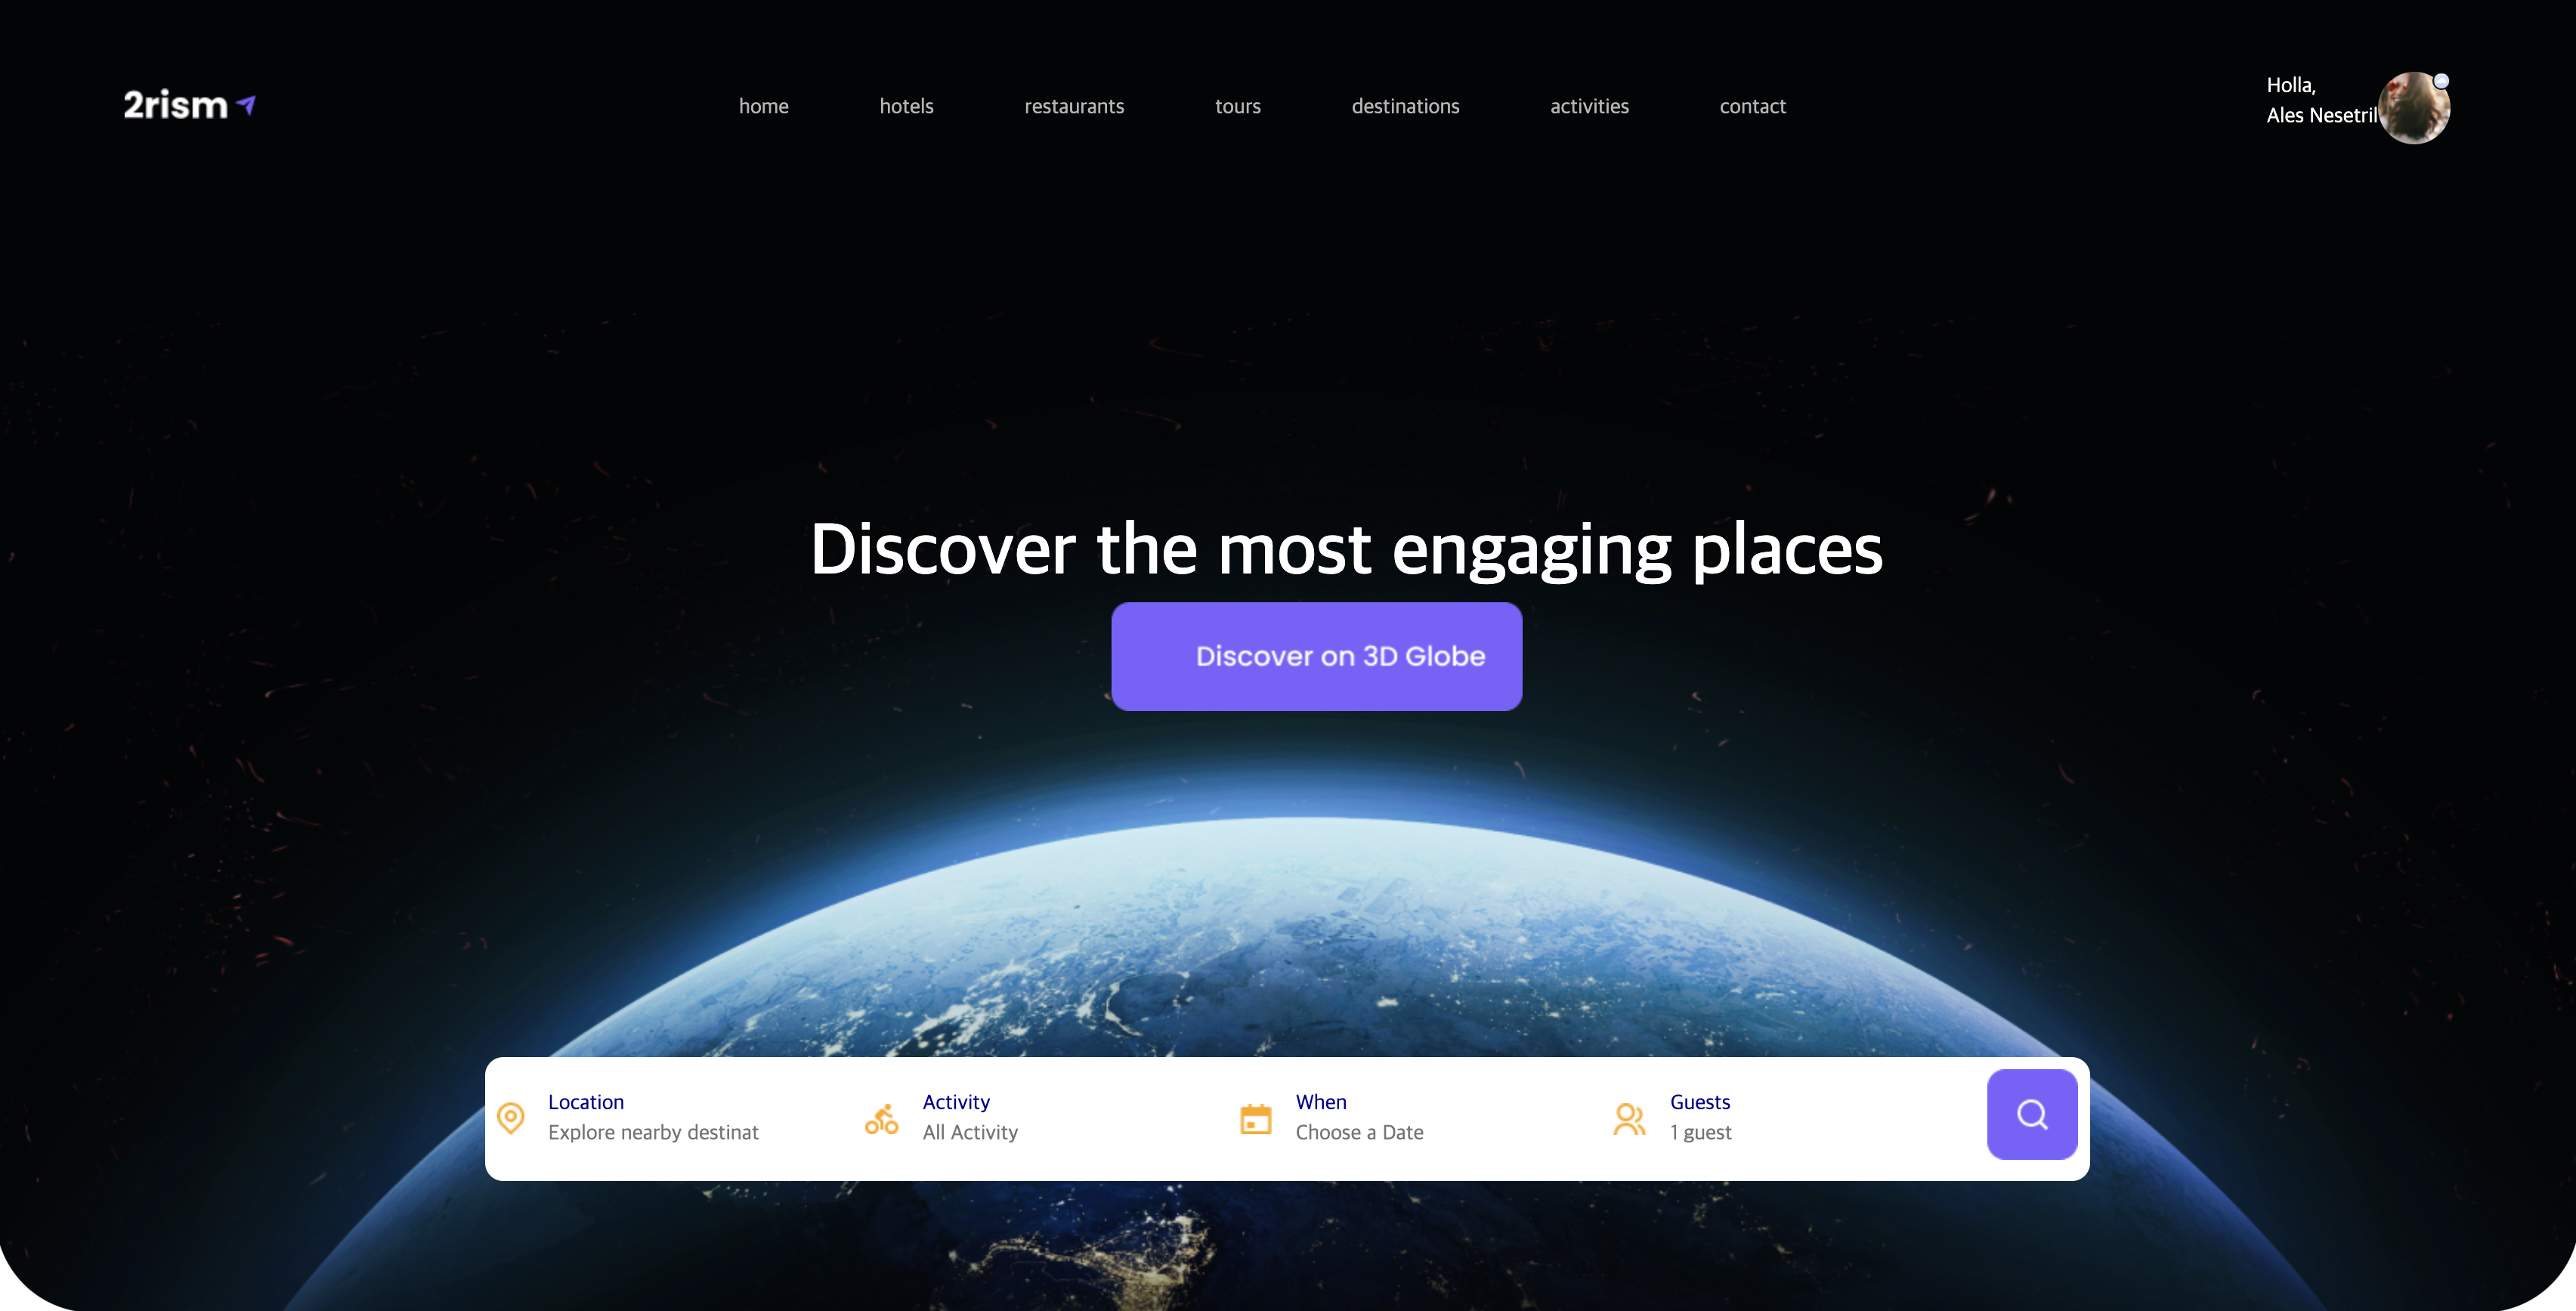 2rism
home hotels restaurants tours destinations activities contact
Holla,
Ales Nesetril
Discover the most engaging places
Discover on 3D Globe
Location
Explore nearby destinat
Activity
All Activity
When
Choose a Date
Guests
1 guest